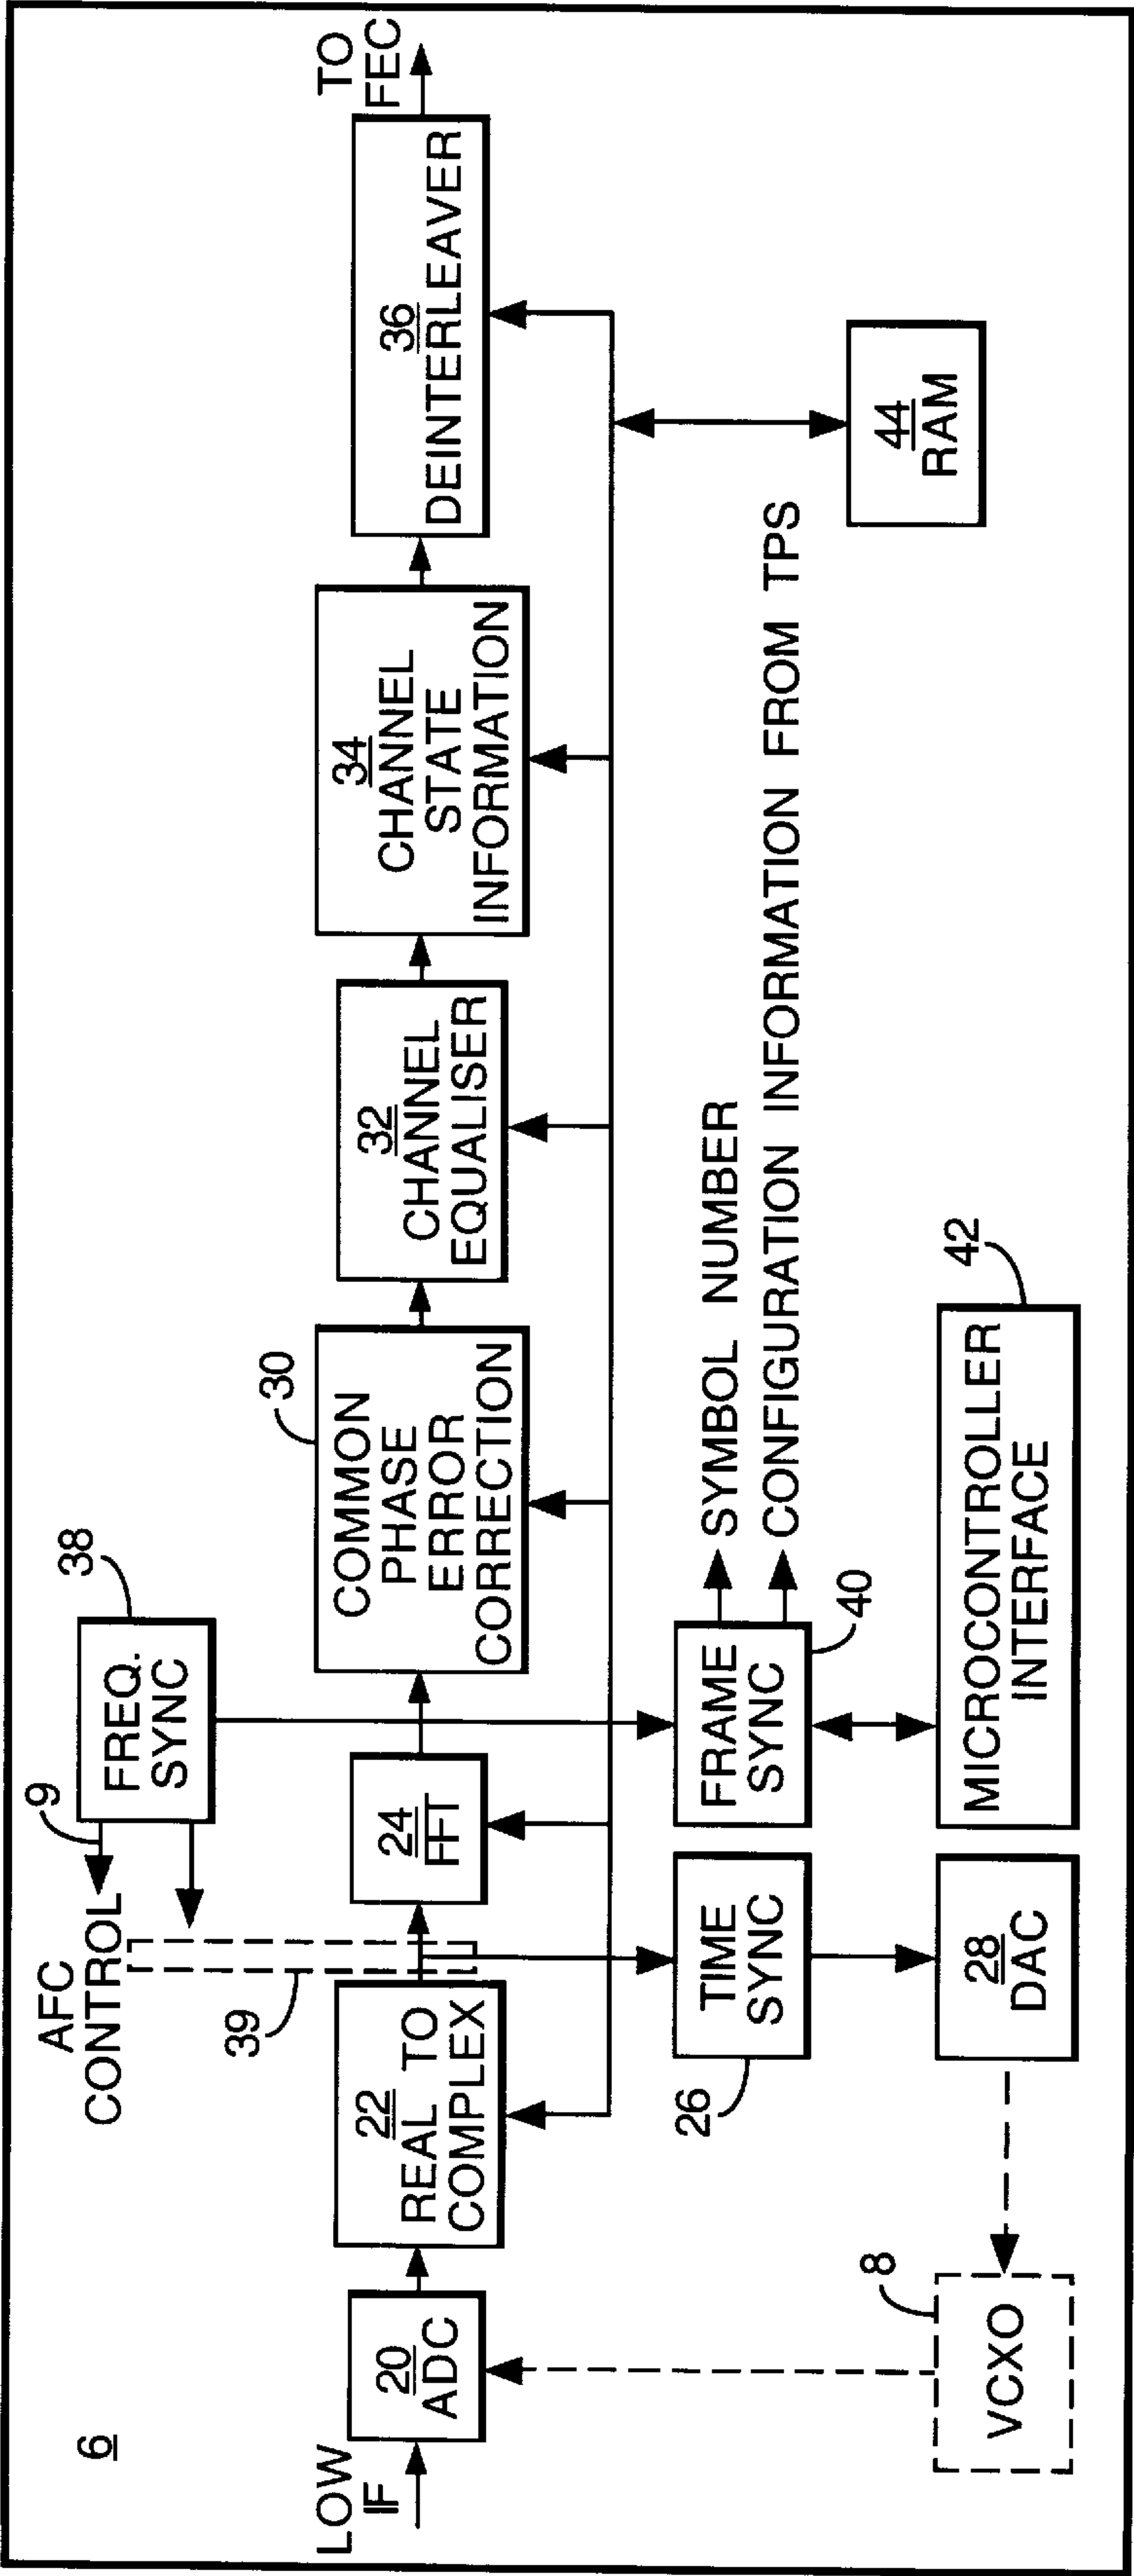 6
AFC
CONTROL
9
38
FREQ.
SYNC
39
30
LOW
IF
20
ADC
22
REAL TO
COMPLEX
24
FFT
COMMON
PHASE
ERROR
CORRECTION
32
CHANNEL
EQUALISER
34
CHANNEL
STATE
INFORMATION
36
DEINTERLEAVER
TO
FEC
26
TIME
SYNC
FRAME
SYNC
40
SYMBOL NUMBER
CONFIGURATION INFORMATION FROM TPS
8
VCXO
28
DAC
MICROCONTROLLER
INTERFACE
42
44
RAM